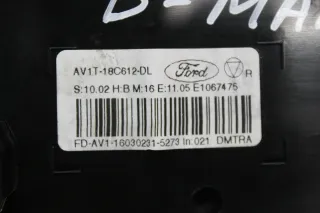 B-MA
AV1T-18C612-DL Ford R
S:10.02 H:B M:16 E:11.05 E1067475
FD-AV1-16030231-5273 In:021 DMTRA